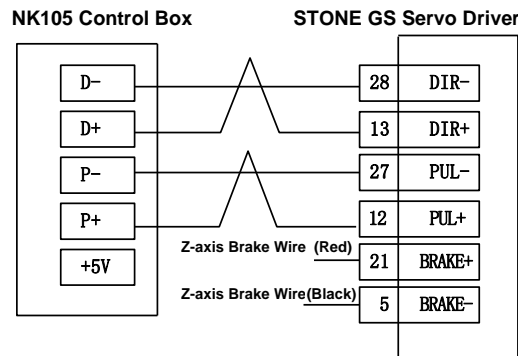 NK105 Control Box
STONE GS Servo Driver
D- 28 DIR-
D+ 13 DIR+
P- 27 PUL-
P+ 12 PUL+
Z-axis Brake Wire (Red)
+5V 21 BRAKE+
Z-axis Brake Wire(Black)
5 BRAKE-